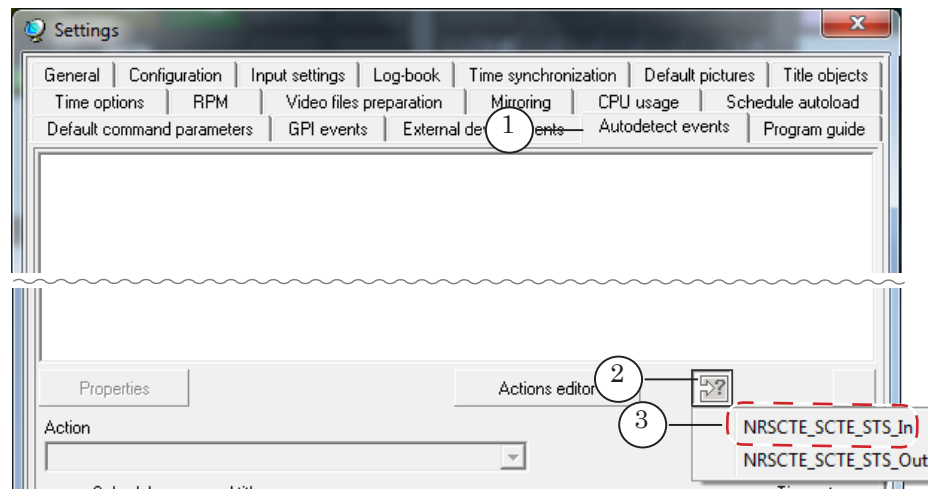 Settings
X
General Configuration Input settings Log-book Time synchronization Default pictures Title objects
Time options RPM Video files preparation Mirroring CPU usage Schedule autoload
Default command parameters GPI events External 1 Autodetect events Program guide
Properties Actions editor 2
3 NRSCTE_SCTE_STS_In
Action
NRSCTE_SCTE_STS_Out